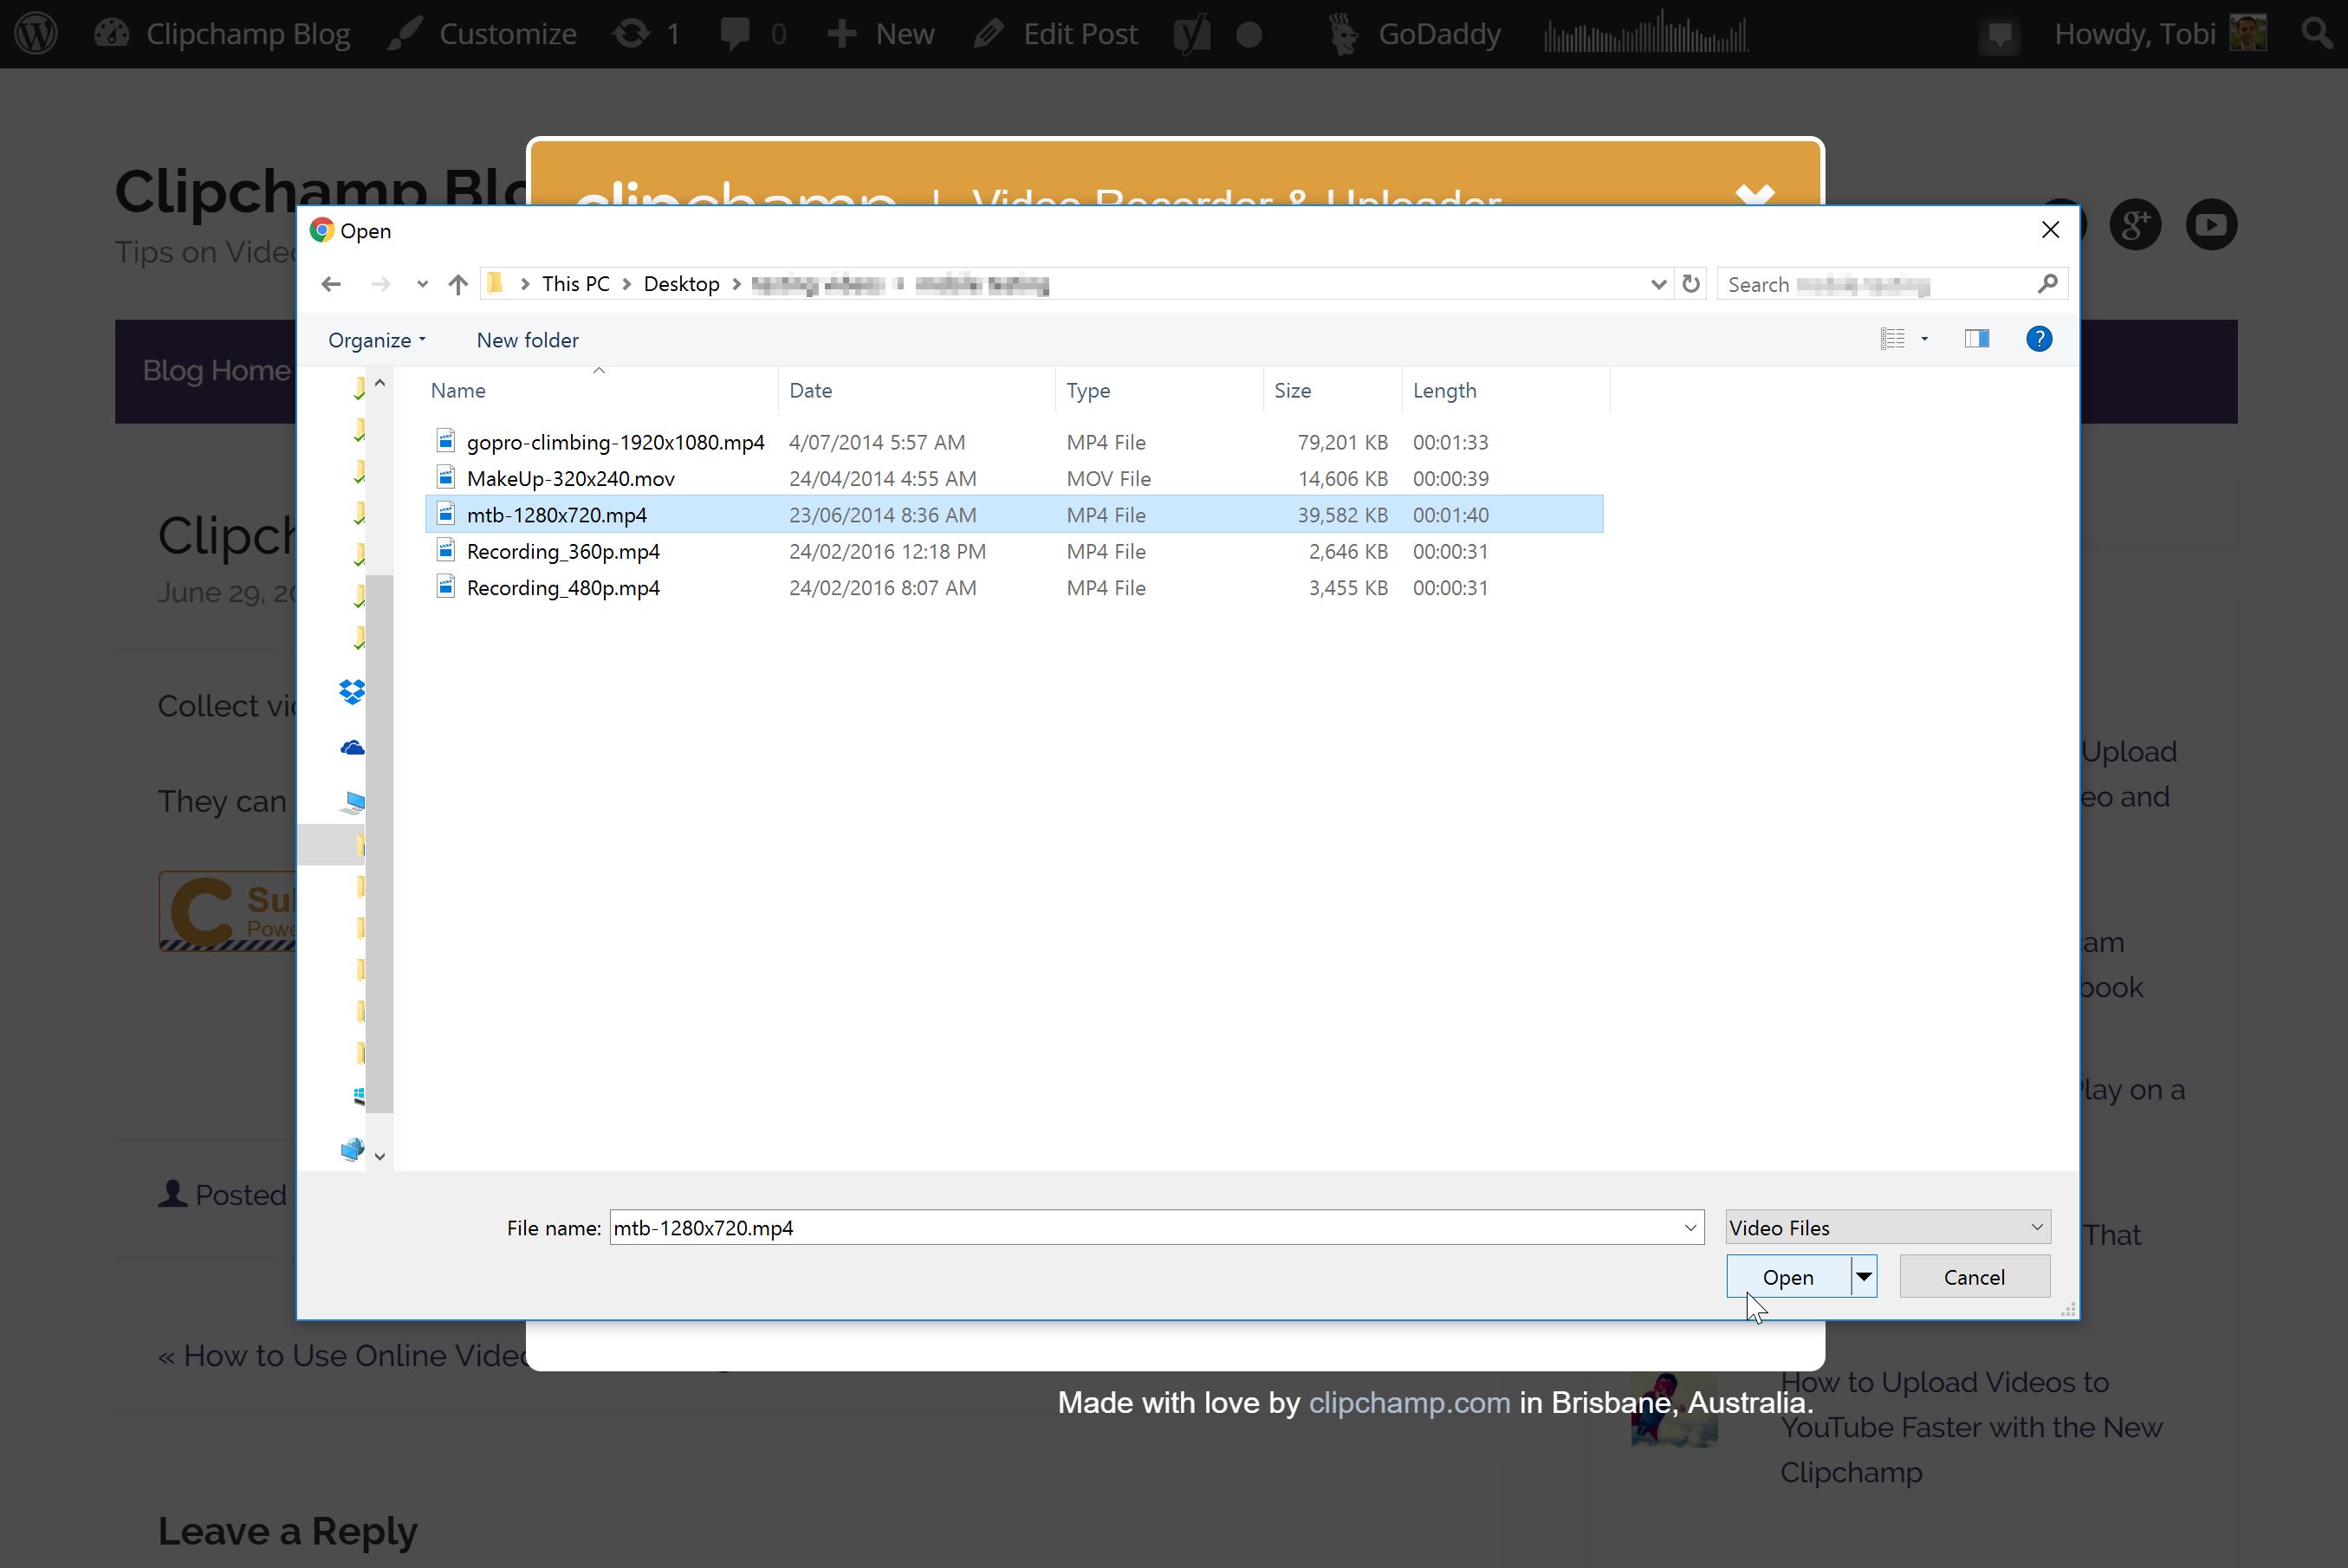 Clipchamp Blog Customize 1 0 New Edit Post GoDaddy Howdy, Tobi
Clipchamp Blo
Tips on Video
clipchamp | Video Recorder & Uploader
Open
This PC Desktop
Search
Organize New folder
Blog Home
Name Date Type Size Length
gopro-climbing-1920x1080.mp4 4/07/2014 5:57 AM MP4 File 79,201 KB 00:01:33
MakeUp-320x240.mov 24/04/2014 4:55 AM MOV File 14,606 KB 00:00:39
mtb-1280x720.mp4 23/06/2014 8:36 AM MP4 File 39,582 KB 00:01:40
Recording_360p.mp4 24/02/2016 12:18 PM MP4 File 2,646 KB 00:00:31
Recording_480p.mp4 24/02/2016 8:07 AM MP4 File 3,455 KB 00:00:31
Clipch
June 29, 20
Collect vid
They can
Su
Powe
Upload
eo and
am
book
Play on a
That
Posted
File name: mtb-1280x720.mp4 Video Files
Open Cancel
« How to Use Online Video
Made with love by clipchamp.com in Brisbane, Australia.
How to Upload Videos to
YouTube Faster with the New
Clipchamp
Leave a Reply